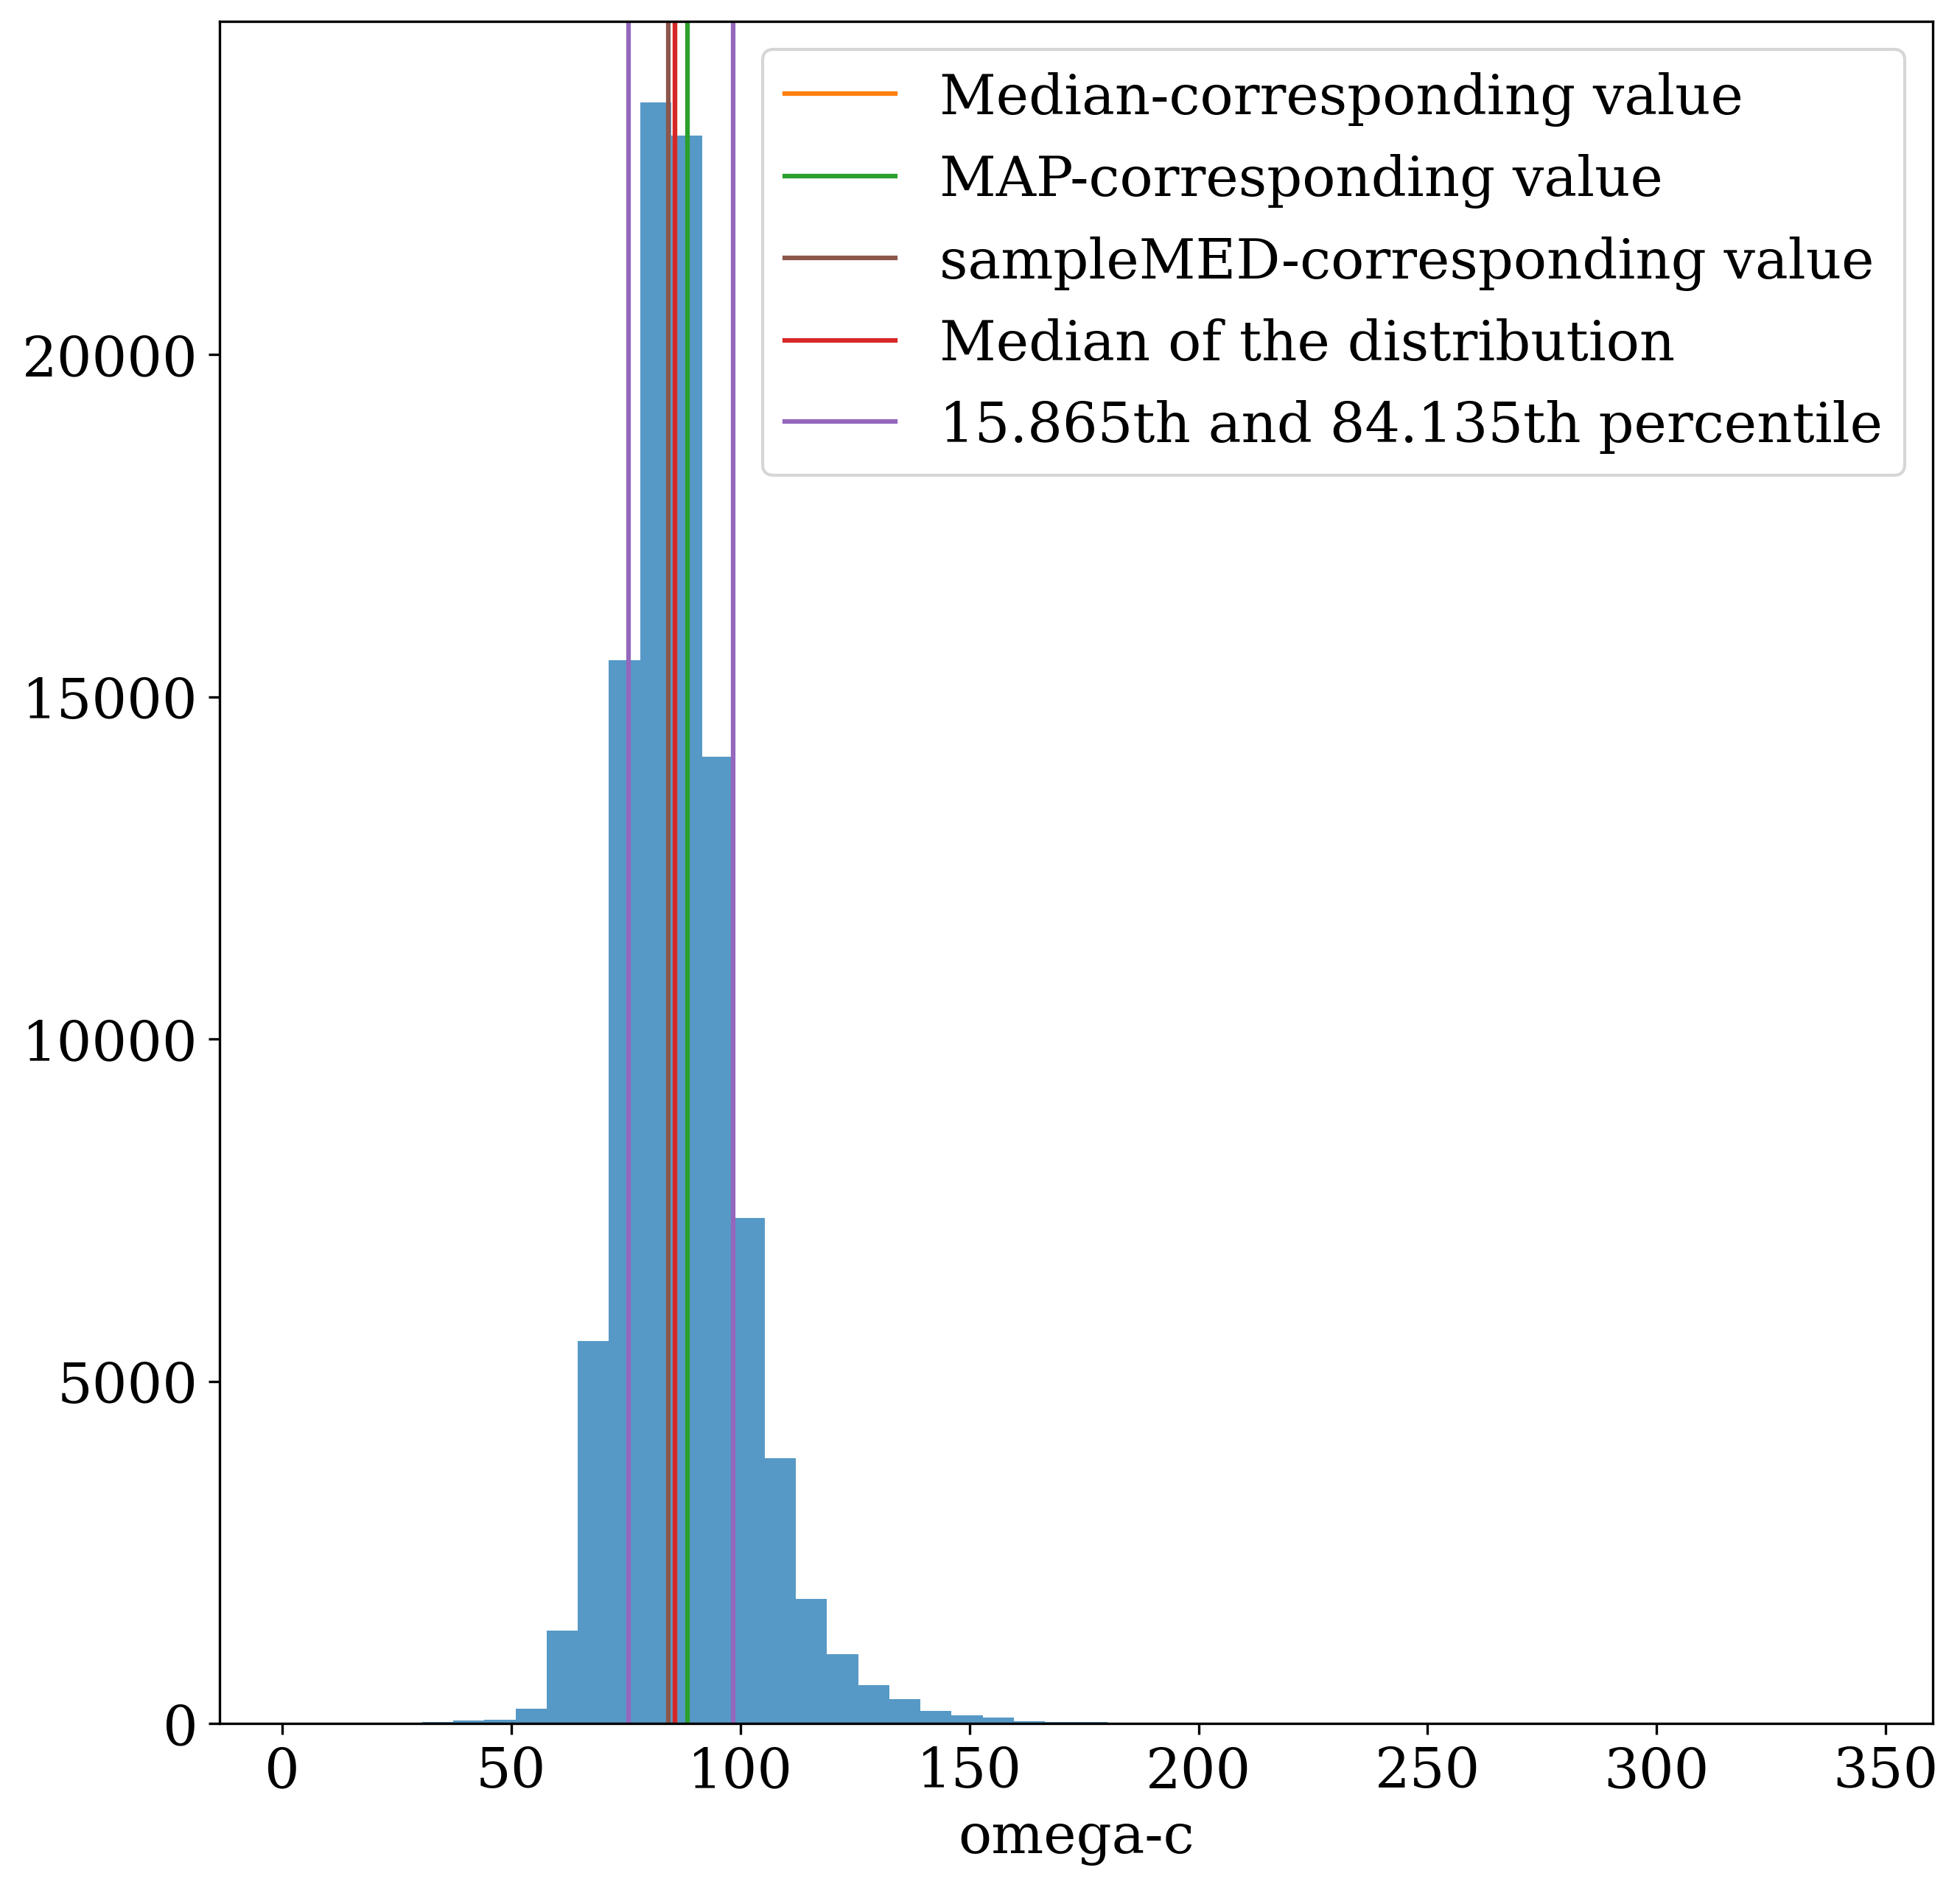 Median-corresponding value
MAP-corresponding value
sampleMED-corresponding value
Median of the distribution
15.865th and 84.135th percentile
20000
15000
10000
5000
0
0 50 100 150 200 250 300 350
omega-c